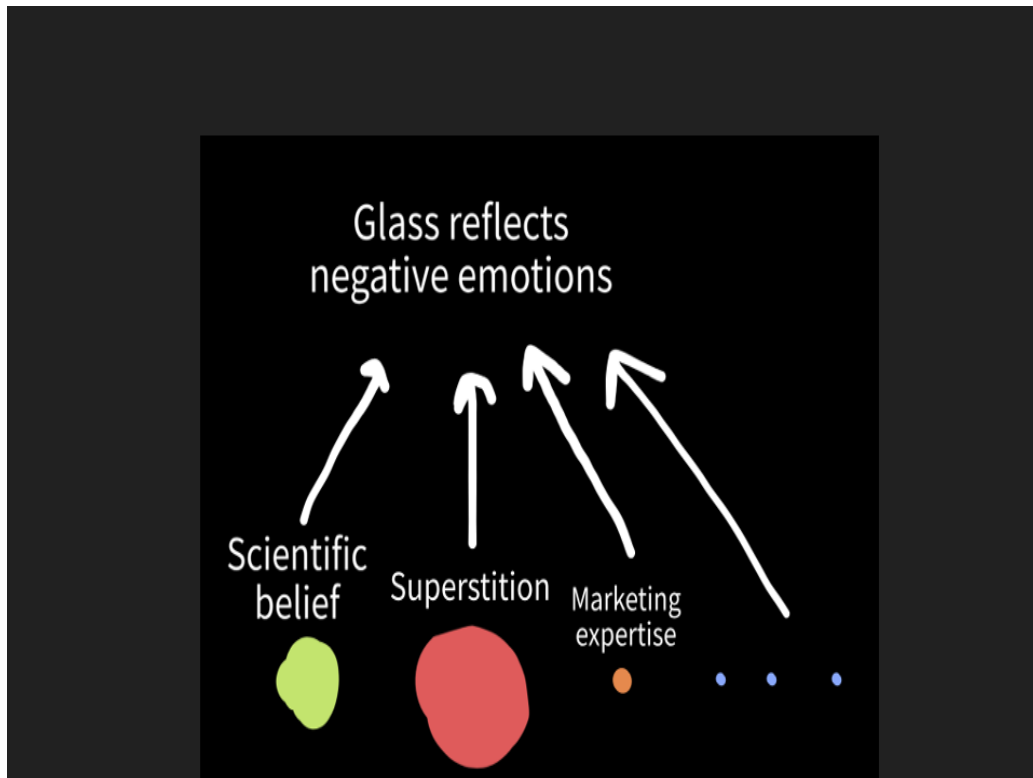 Glass reflects
negative emotions
Scientific
belief
Superstition
Marketing
expertise